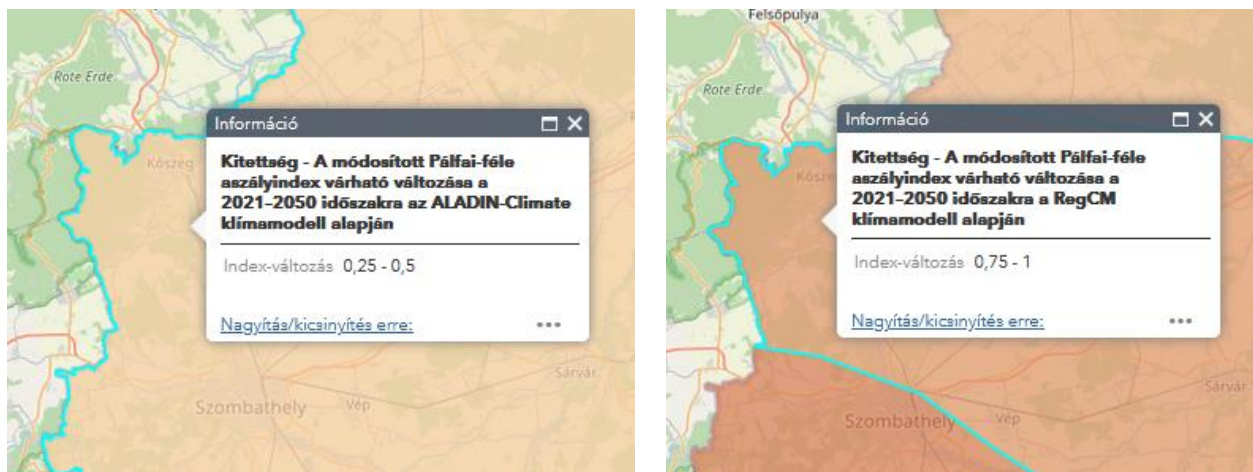 Rote Erde
Kőszeg
Információ
Kitettség - A módosított Pálfai-féle
aszályindex várható változása a
2021–2050 időszakra az ALADIN-Climate
klímamodell alapján
Index-változás 0,25 - 0,5
Nagyítás/kicsinyítés erre:
Szombathely
Vép
Sárvár
Felsőpulya
Rote Erde
Információ
Kitettség - A módosított Pálfai-féle
aszályindex várható változása a
2021–2050 időszakra a RegCM
klímamodell alapján
Index-változás 0,75 - 1
Nagyítás/kicsinyítés erre:
Szombathely
Vép
Sárvár